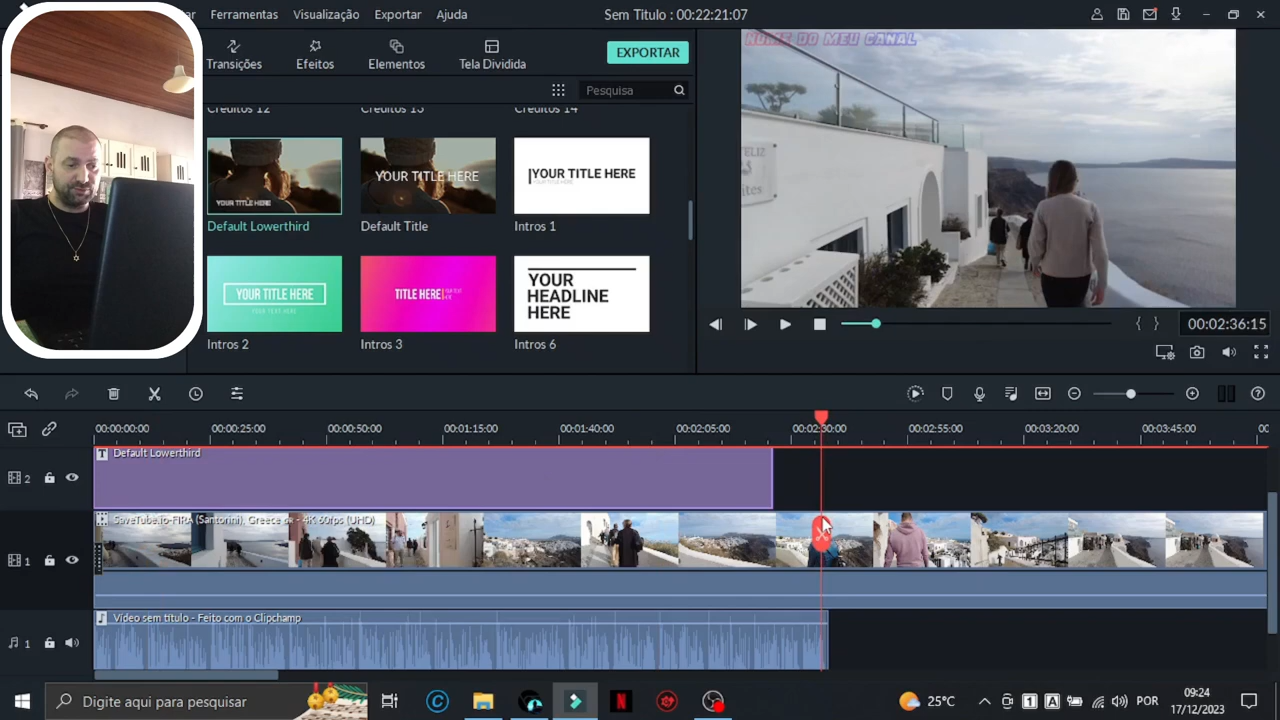 Ferramentas Visualização Exportar Ajuda Sem Titulo : 00:22:21:07
Transições Efeitos Elementos Tela Dividida EXPORTAR
NOME DO MEU CANAL
Pesquisa
Créditos 12 Créditos 13 Créditos 14
YOUR TITLE HERE
YOUR TITLE HERE
YOUR TITLE HERE
Default Lowerthird Default Title Intros 1
YOUR TITLE HERE
TITLE HERE
YOUR
HEADLINE
HERE
Intros 2 Intros 3 Intros 6
00:02:36:15
00:00:00:00 00:00:25:00 00:00:50:00 00:01:15:00 00:01:40:00 00:02:05:00 00:02:30:00 00:02:55:00 00:03:20:00 00:03:45:00
Default Lowerthird
2
SaveTube.io-FIRA (Santorini), Greece - 4K 60fps (UHD)
1
Vídeo sem título - Feito com o Clipchamp
1
Digite aqui para pesquisar
25°C
POR
09:24
17/12/2023